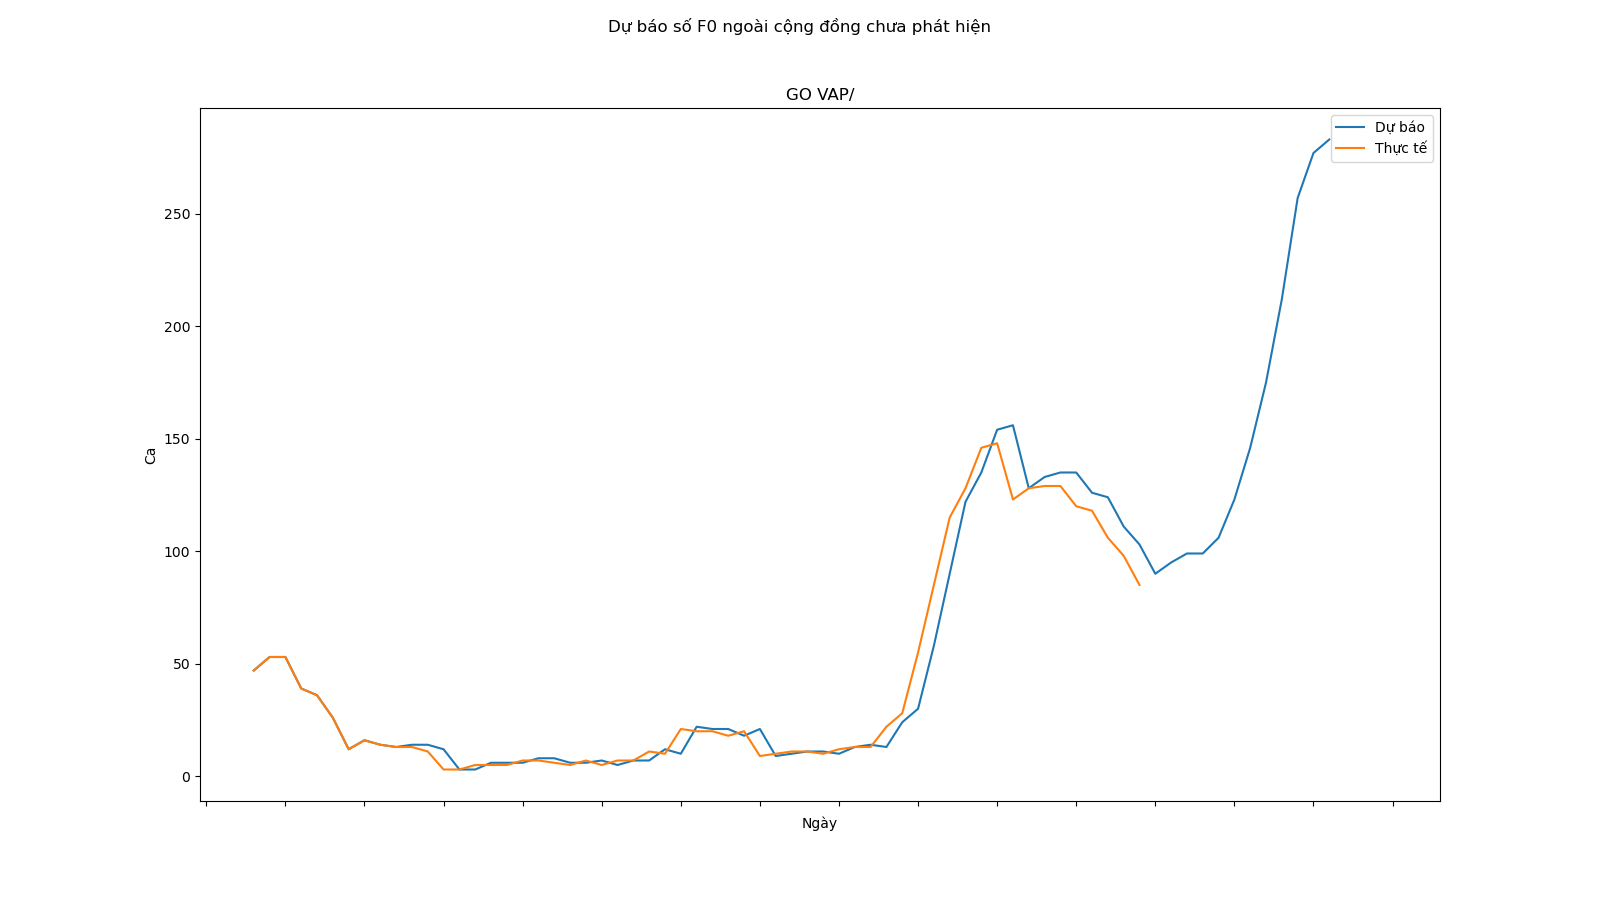 Dự báo số F0 ngoài cộng đồng chưa phát hiện
GO VAP/
Dự báo
Thực tế
250
200
150
100
50
0
Ca
Ngày